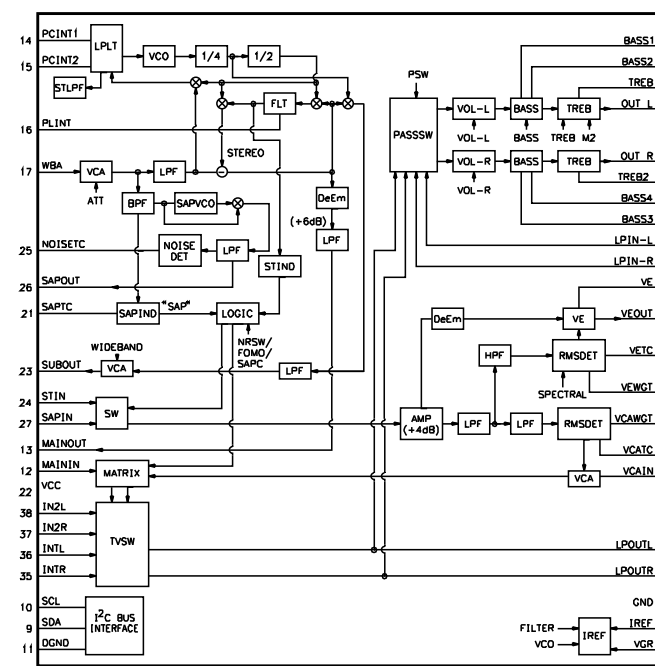 14 PCINT1
LPLT
VCO
1/4
1/2
15 PCINT2
STLPF
FLT
16 PLINT
STEREO
17 WBA
VCA
LPF
ATT
BPF
SAPVCO
DeEm
(+6dB)
LPF
25 NOISETC
NOISE
DET
LPF
STIND
26 SAPOUT
21 SAPTC
SAPIND
"SAP"
LOGIC
NRSW/
FOMO/
SAPC
WIDEBAND
23 SUBOUT
VCA
LPF
24 STIN
27 SAPIN
SW
13 MAINOUT
12 MAININ
MATRIX
22 VCC
38 IN2L
37 IN2R
TVSW
36 INTL
35 INTR
10 SCL
9 SDA
11 DGND
I2C BUS
INTERFACE
PSW
PASSSW
VOL-L
BASS
TREB
VOL-L
BASS
TREB M2
VOL-R
BASS
TREB
VOL-R
BASS1
BASS2
TREB
OUT L
OUT R
TREB2
BASS4
BASS3
LPIN-L
LPIN-R
VE
DeEm
VE
VEOUT
HPF
RMSDET
VETC
SPECTRAL
VEWGT
AMP
(+4dB)
LPF
LPF
RMSDET
VCAWGT
VCATC
VCA
VCAIN
LPOUTL
LPOUTR
GND
FILTER
VCO
IREF
IREF
VGR